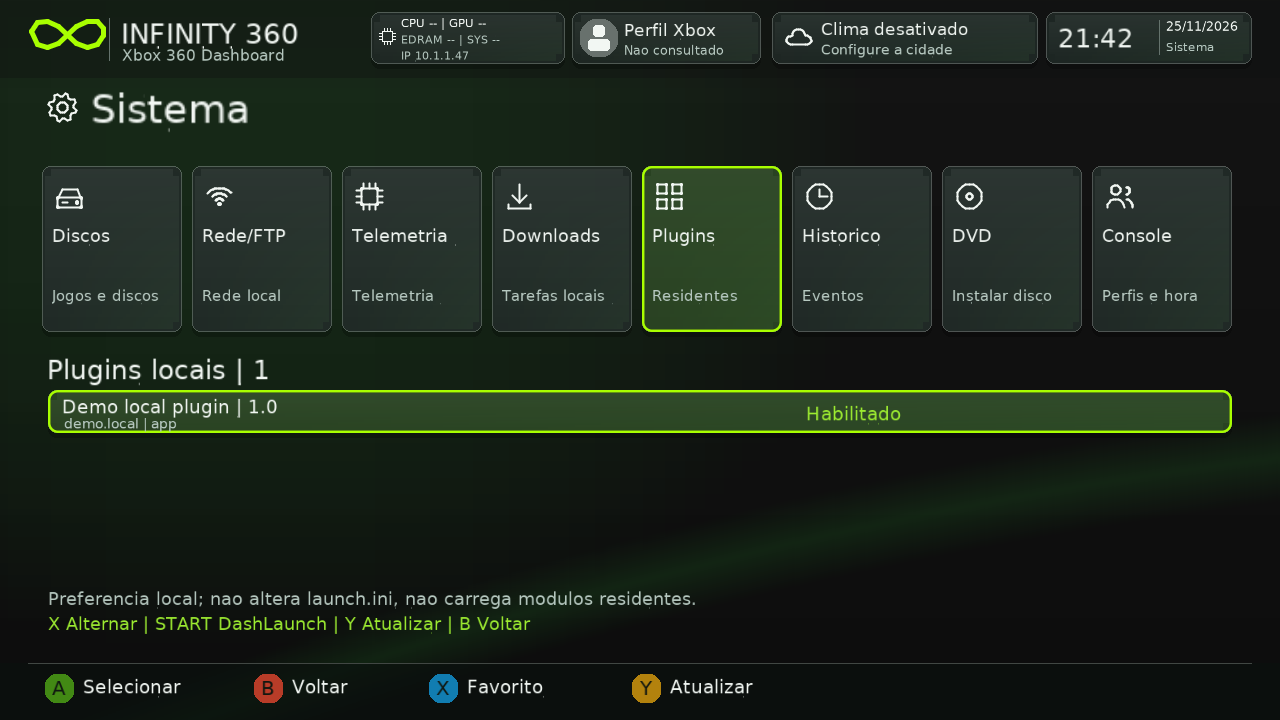 INFINITY 360
Xbox 360 Dashboard
CPU -- | GPU --
EDRAM -- | SYS --
IP 10.1.1.47
Perfil Xbox
Nao consultado
Clima desativado
Configure a cidade
21:42
25/11/2026
Sistema
Sistema
Discos
Jogos e discos
Rede/FTP
Rede local
Telemetria
Telemetria
Downloads
Tarefas locais
Plugins
Residentes
Historico
Eventos
DVD
Instalar disco
Console
Perfis e hora
Plugins locais | 1
Demo local plugin | 1.0
demo.local | app
Habilitado
Preferencia local; nao altera launch.ini, nao carrega modulos residentes.
X Alternar | START DashLaunch | Y Atualizar | B Voltar
A Selecionar
B Voltar
X Favorito
Y Atualizar